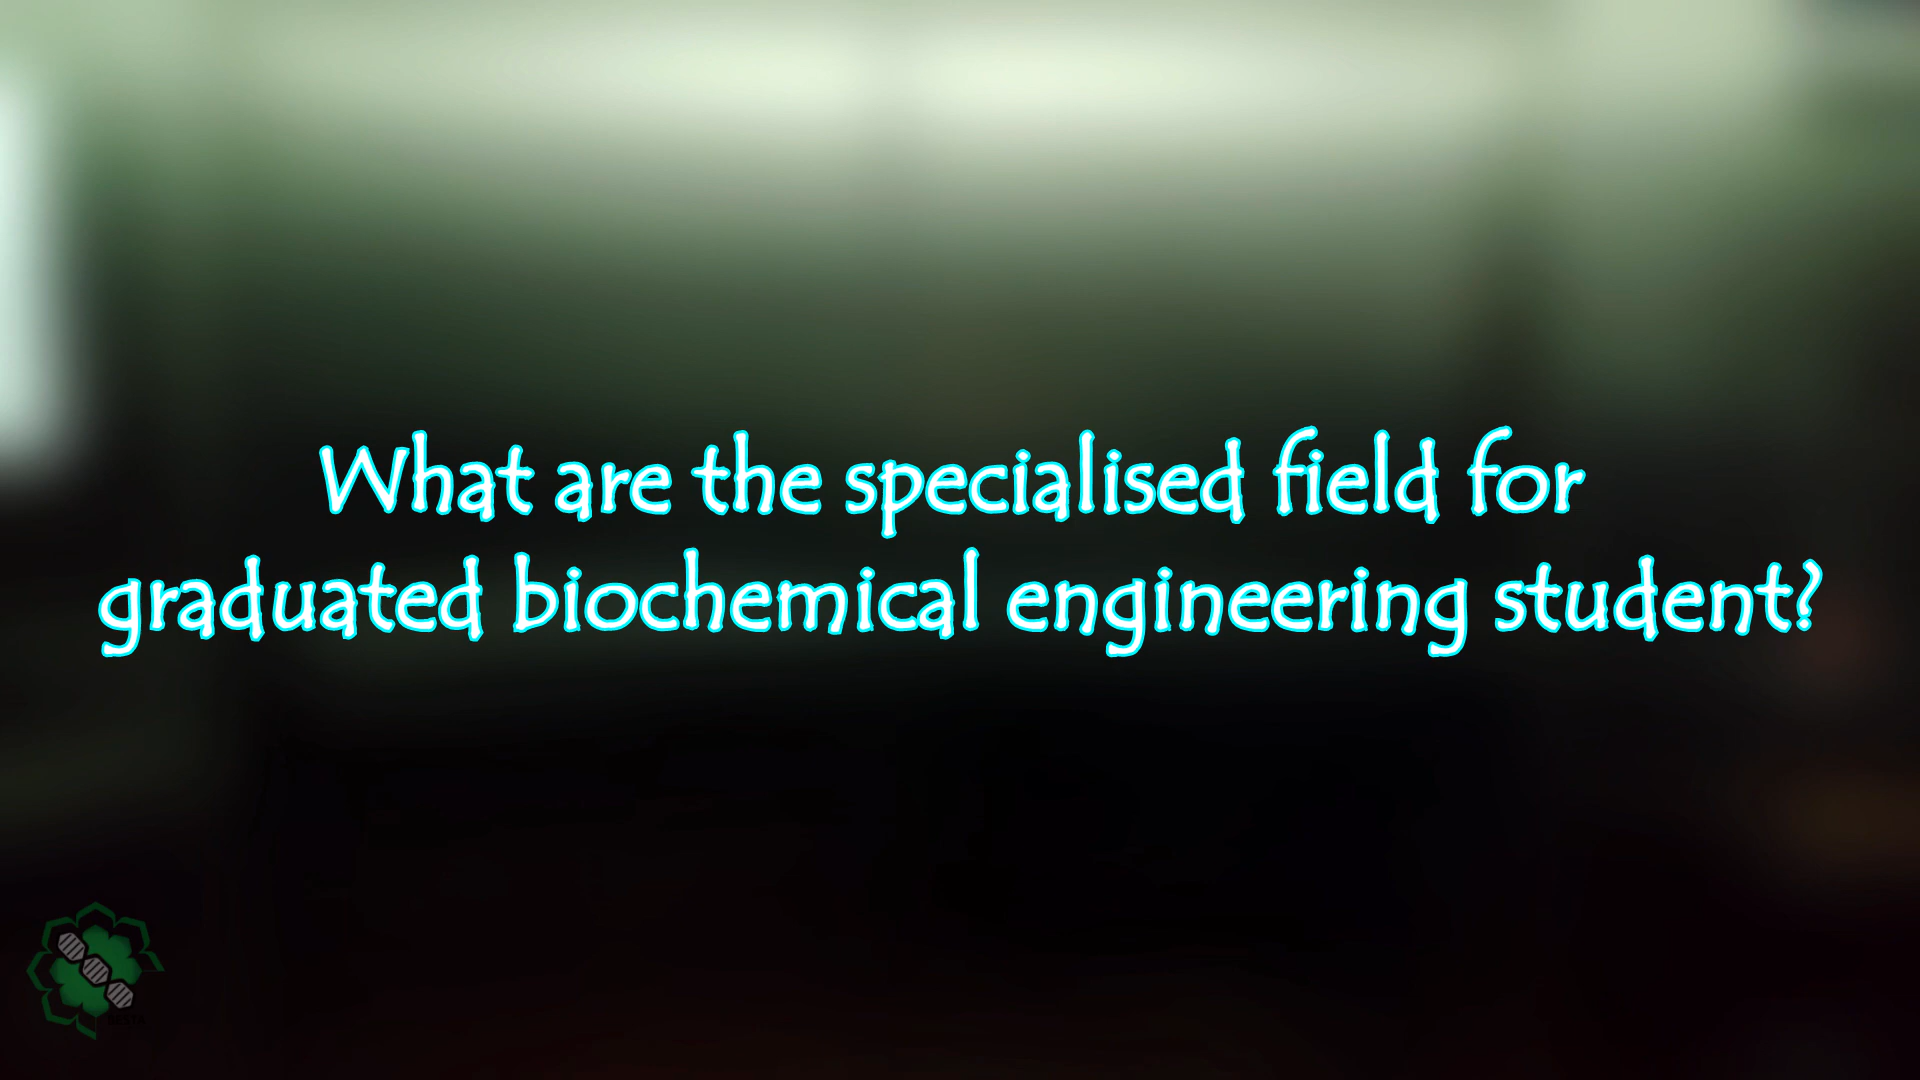 What are the specialised field for
graduated biochemical engineering student?